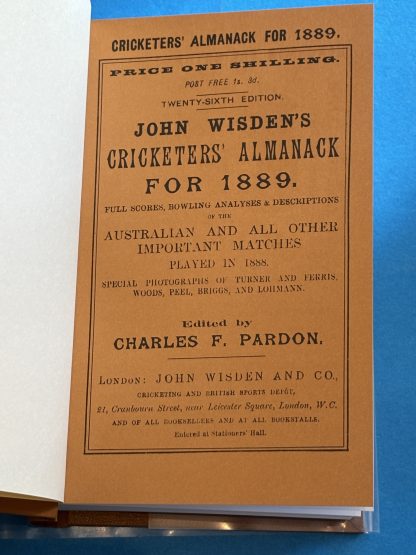 CRICKETERS' ALMANACK FOR 1889.
PRICE ONE SHILLING.
POST FREE 1s. 3d.
TWENTY-SIXTH EDITION.
JOHN WISDEN'S
CRICKETERS' ALMANACK
FOR 1889.
FULL SCORES, BOWLING ANALYSES & DESCRIPTIONS
OF THE
AUSTRALIAN AND ALL OTHER
IMPORTANT MATCHES
PLAYED IN 1888.
SPECIAL PHOTOGRAPHS OF TURNER AND FERRIS,
WOODS, PEEL, BRIGGS, AND LOHMANN.
Edited by
CHARLES F. PARDON.
LONDON: JOHN WISDEN AND CO.,
CRICKETING AND BRITISH SPORTS DEPÔT,
21, Cranbourn Street, near Leicester Square, London, W.C.
AND OF ALL BOOKSELLERS AND AT ALL BOOKSTALLS.
Entered at Stationers' Hall.